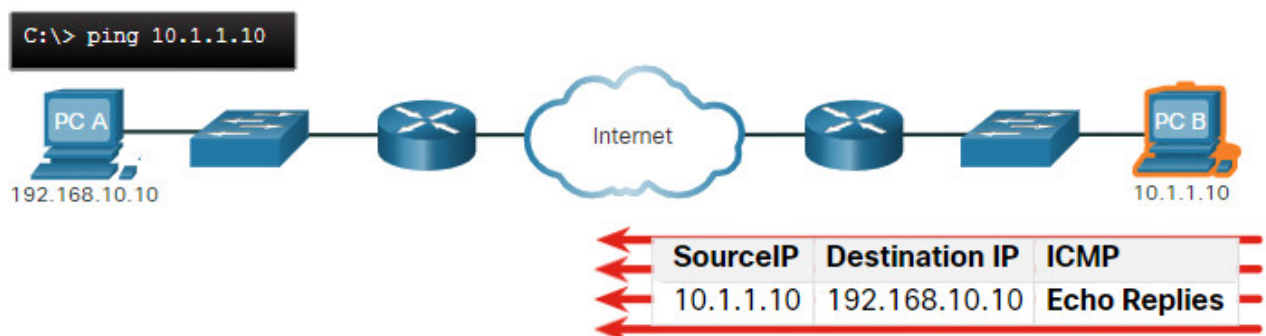 C:\> ping 10.1.1.10
PC A
Internet
PC B
192.168.10.10
10.1.1.10
SourceIP Destination IP ICMP
10.1.1.10 192.168.10.10 Echo Replies